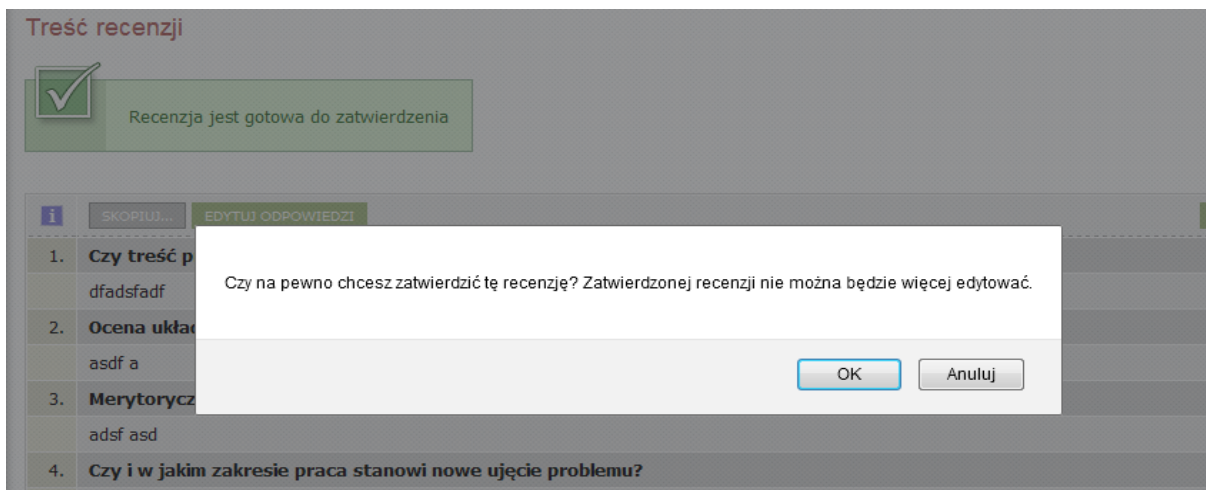 Treść recenzji
Recenzja jest gotowa do zatwierdzenia
i SKOPIUJ... EDYTUJ ODPOWIEDZI
1. Czy treść p
dfadsfadf
Czy na pewno chcesz zatwierdzić tę recenzję? Zatwierdzonej recenzji nie można będzie więcej edytować.
2. Ocena ukła
asdf a
OK Anuluj
3. Merytorycz
adsf asd
4. Czy i w jakim zakresie praca stanowi nowe ujęcie problemu?